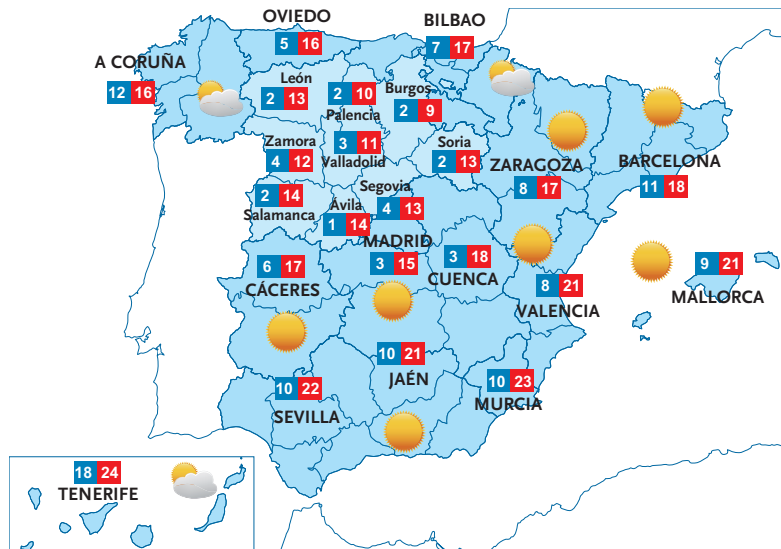 OVIEDO
5 16
BILBAO
7 17
A CORUÑA
12 16
León
2 13
2 10
Palencia
Burgos
2 9
Zamora
4 12
3 11
Valladolid
Soria
2 13
ZARAGOZA
8 17
BARCELONA
11 18
2 14
Salamanca
Ávila
1 14
Segovia
4 13
MADRID
3 15
3 18
CUENCA
6 17
CÁCERES
8 21
VALENCIA
9 21
MALLORCA
10 21
JAÉN
10 23
MURCIA
10 22
SEVILLA
18 24
TENERIFE